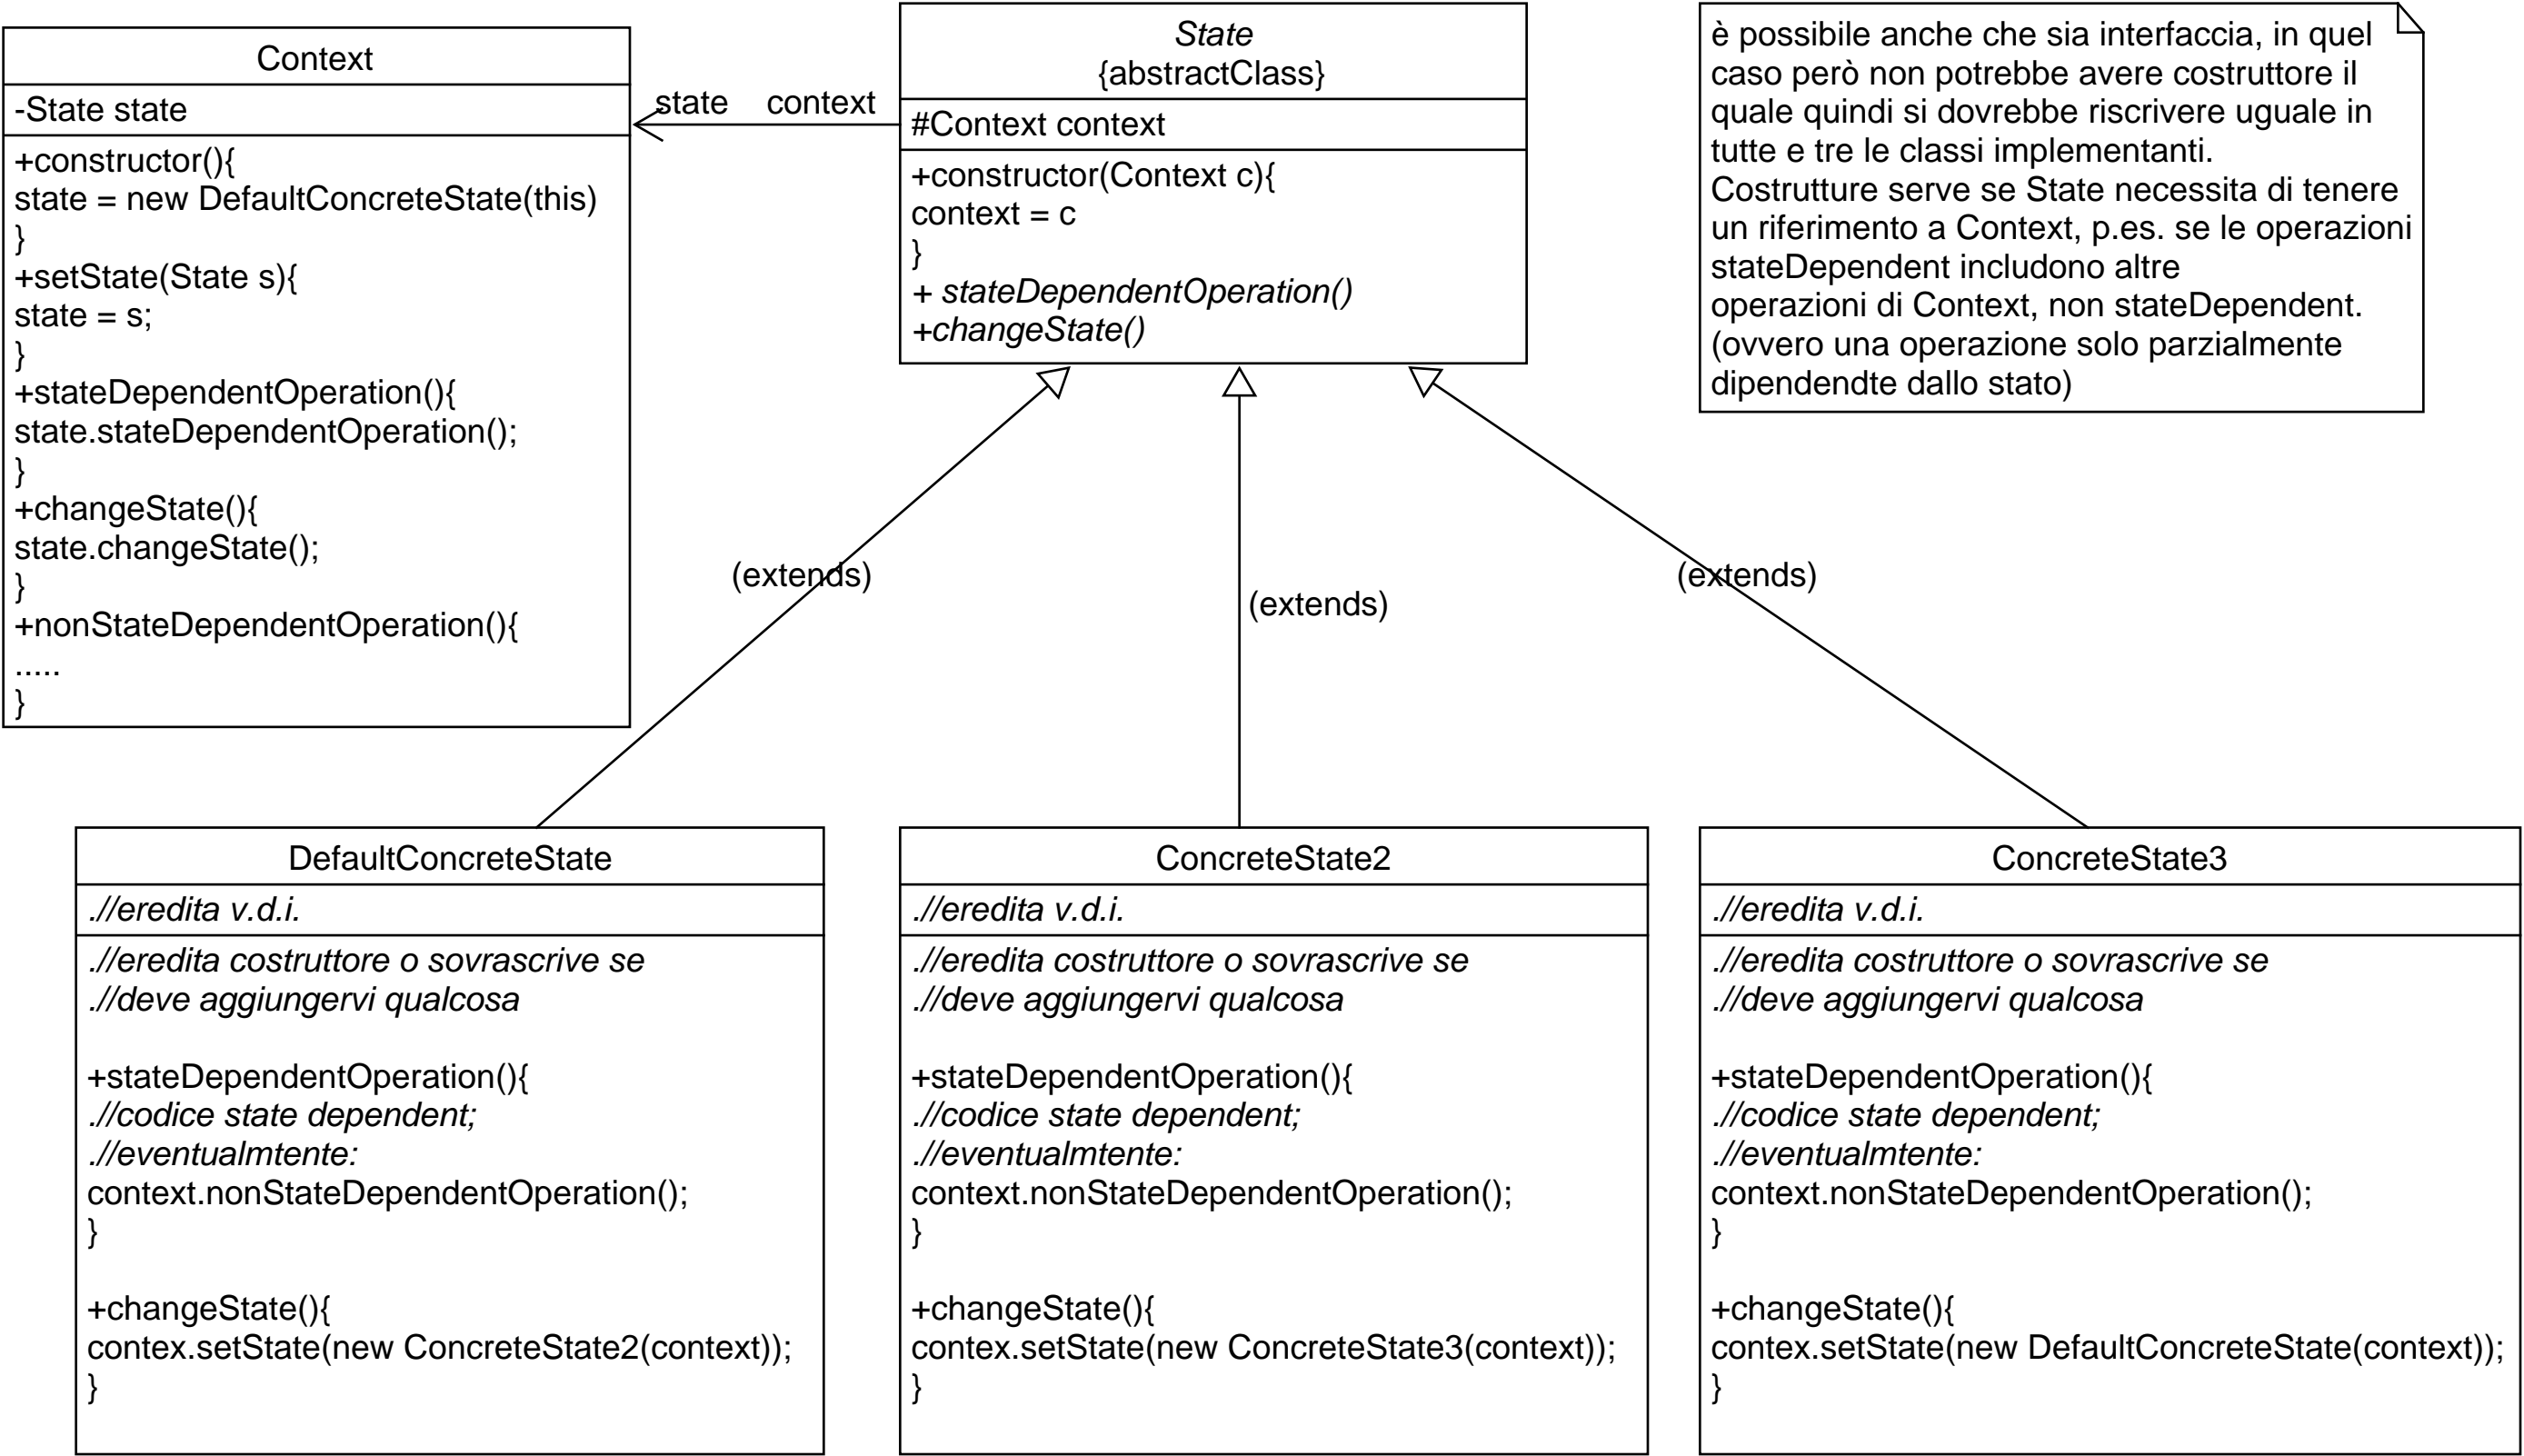 Context
-State state
+constructor(){
state = new DefaultConcreteState(this)
}
+setState(State s){
state = s;
}
+stateDependentOperation(){
state.stateDependentOperation();
}
+changeState(){
state.changeState();
}
+nonStateDependentOperation(){
.....
}
state context
State
{abstractClass}
#Context context
+constructor(Context c){
context = c
}
+ stateDependentOperation()
+changeState()
è possibile anche che sia interfaccia, in quel
caso però non potrebbe avere costruttore il
quale quindi si dovrebbe riscrivere uguale in
tutte e tre le classi implementanti.
Costrutture serve se State necessita di tenere
un riferimento a Context, p.es. se le operazioni
stateDependent includono altre
operazioni di Context, non stateDependent.
(ovvero una operazione solo parzialmente
dipendendte dallo stato)
(extends)
(extends)
(extends)
DefaultConcreteState
.//eredita v.d.i.
.//eredita costruttore o sovrascrive se
.//deve aggiungervi qualcosa
+stateDependentOperation(){
.//codice state dependent;
.//eventualmtente:
context.nonStateDependentOperation();
}
+changeState(){
contex.setState(new ConcreteState2(context));
}
ConcreteState2
.//eredita v.d.i.
.//eredita costruttore o sovrascrive se
.//deve aggiungervi qualcosa
+stateDependentOperation(){
.//codice state dependent;
.//eventualmtente:
context.nonStateDependentOperation();
}
+changeState(){
contex.setState(new ConcreteState3(context));
}
ConcreteState3
.//eredita v.d.i.
.//eredita costruttore o sovrascrive se
.//deve aggiungervi qualcosa
+stateDependentOperation(){
.//codice state dependent;
.//eventualmtente:
context.nonStateDependentOperation();
}
+changeState(){
contex.setState(new DefaultConcreteState(context));
}